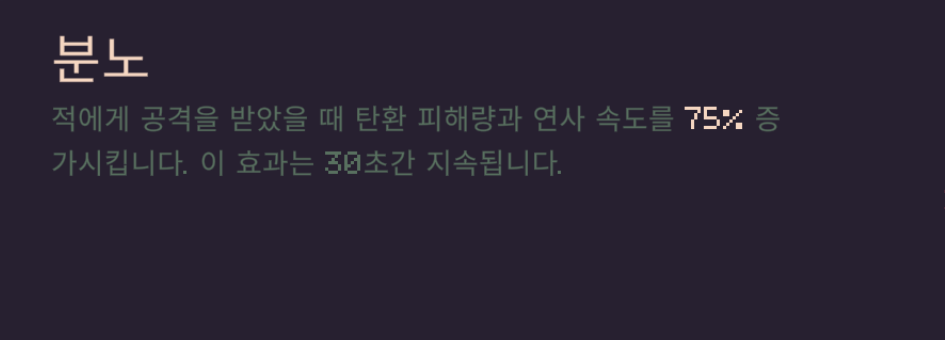 분노
적에게 공격을 받았을 때 탄환 피해량과 연사 속도를 75% 증
가시킵니다. 이 효과는 30초간 지속됩니다.